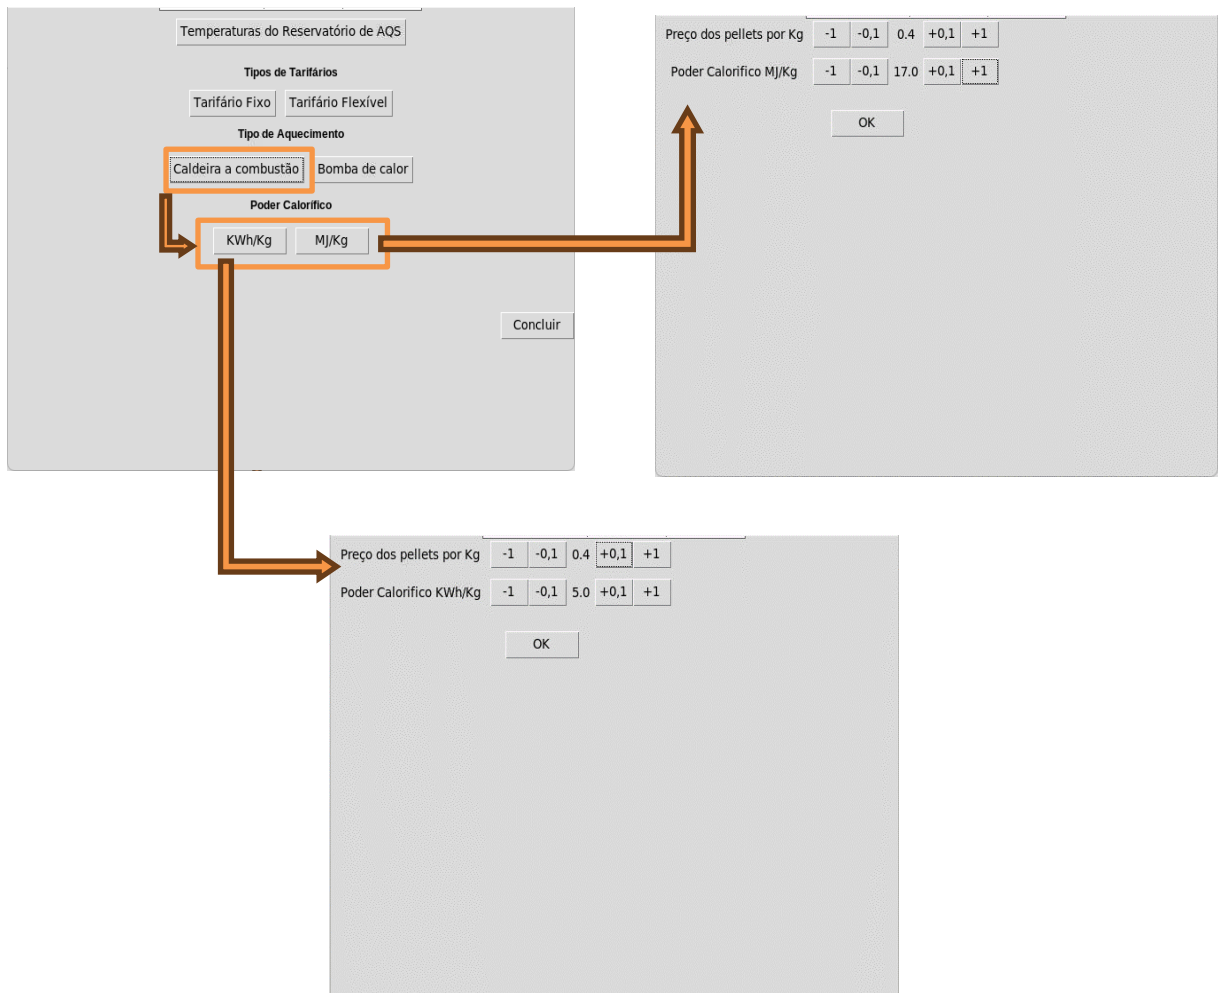 Temperaturas do Reservatório de AQS
Tipos de Tarifários
Tarifário Fixo Tarifário Flexível
Tipo de Aquecimento
Caldeira a combustão Bomba de calor
Poder Calorífico
KWh/Kg MJ/Kg
Concluir
Preço dos pellets por Kg -1 -0,1 0.4 +0,1 +1
Poder Calorifico MJ/Kg -1 -0,1 17.0 +0,1 +1
OK
Preço dos pellets por Kg -1 -0,1 0.4 +0,1 +1
Poder Calorifico KWh/Kg -1 -0,1 5.0 +0,1 +1
OK